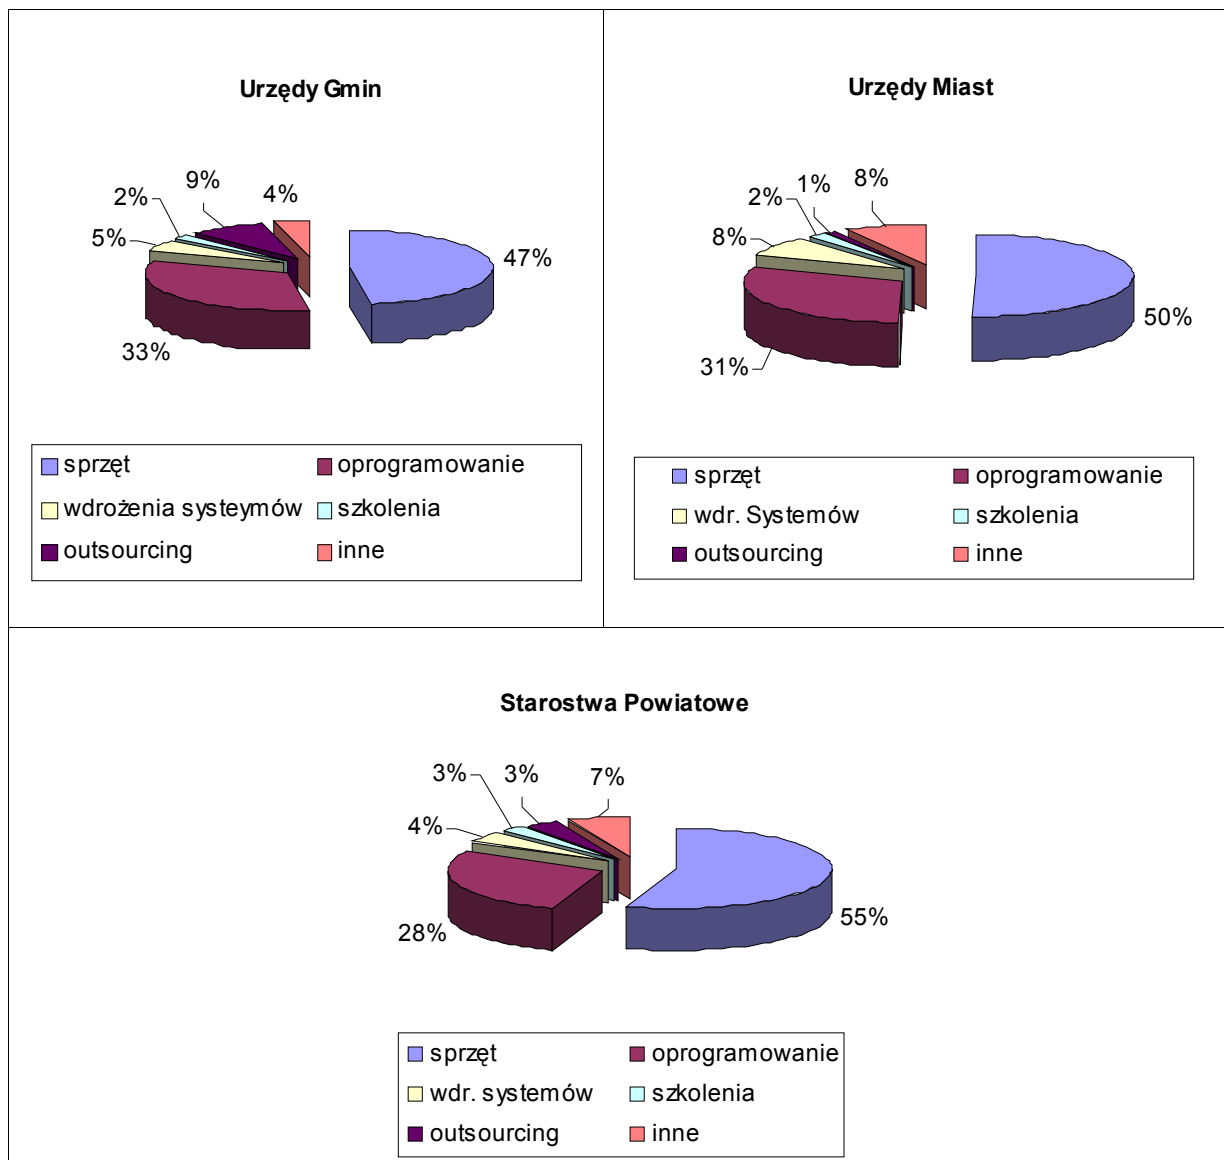 Urzędy Gmin
2% 9% 4%
5% 47%
33%
sprzęt oprogramowanie
wdrożenia systeymów szkolenia
outsourcing inne
Urzędy Miast
2% 1% 8%
8%
50%
31%
sprzęt oprogramowanie
wdr. Systemów szkolenia
outsourcing inne
Starostwa Powiatowe
3% 3% 7%
4%
28% 55%
sprzęt oprogramowanie
wdr. systemów szkolenia
outsourcing inne